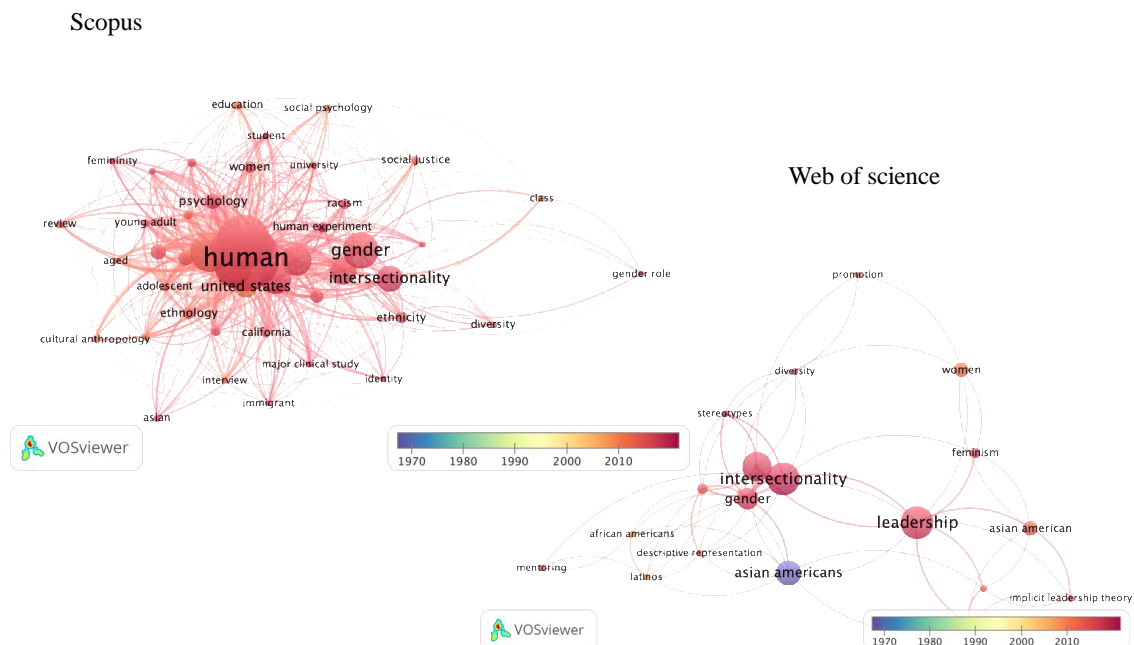 Scopus
education
social psychology
student
femininity
women
university
social justice
psychology
racism
class
review
young adult
human experiment
human
gender
aged
gender role
adolescent
united states
intersectionality
ethnology
ethnicity
diversity
cultural anthropology
california
major clinical study
interview
identity
immigrant
asian
VOSviewer
1970 1980 1990 2000 2010
Web of science
promotion
diversity
women
stereotypes
feminism
intersectionality
gender
leadership
african americans
asian american
descriptive representation
mentoring
latinos
asian americans
implicit leadership theory
VOSviewer
1970 1980 1990 2000 2010